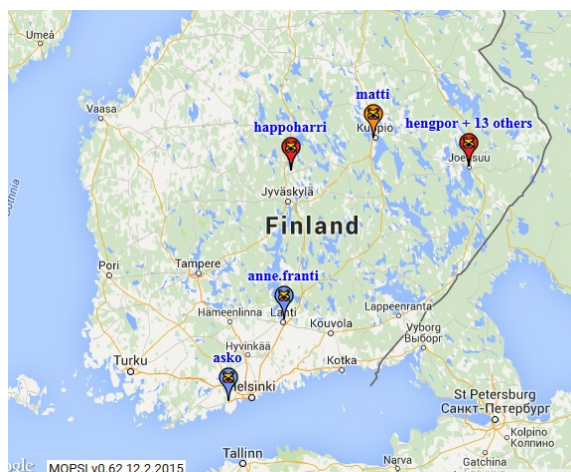 Umeå
Vaasa
matti
happoharri
hengpor + 13 others
Kuopio
Joensuu
Jyväskylä
Finland
Pori
Tampere
anne.franti
Hämeenlinna
Lahti
Kouvola
Lappeenranta
Vyborg
Выборг
Hyvinkää
Turku
asko
Kotka
Helsinki
St Petersburg
Санкт-Петербург
Kolpino
Колпино
Tallinn
Narva
Gatchina
MOPSI v0.62 12.2.2015